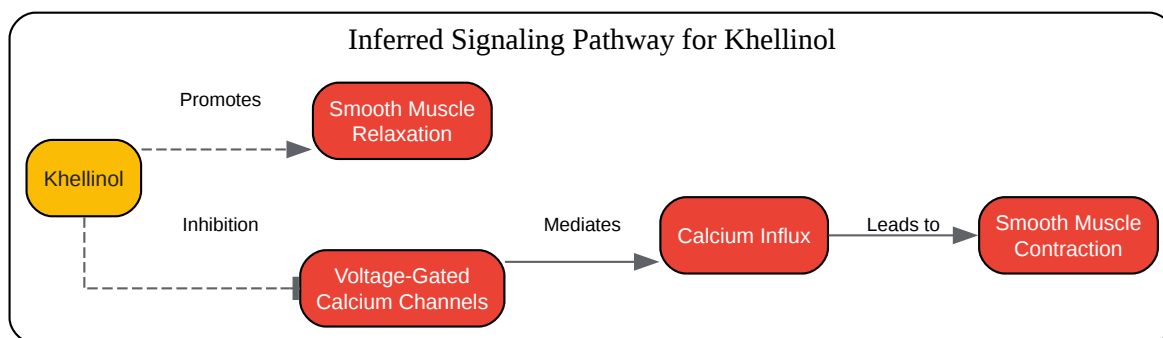 Inferred Signaling Pathway for Khellinol
Promotes
Smooth Muscle
Relaxation
Khellinol
Inhibition
Voltage-Gated
Calcium Channels
Mediates
Calcium Influx
Leads to
Smooth Muscle
Contraction